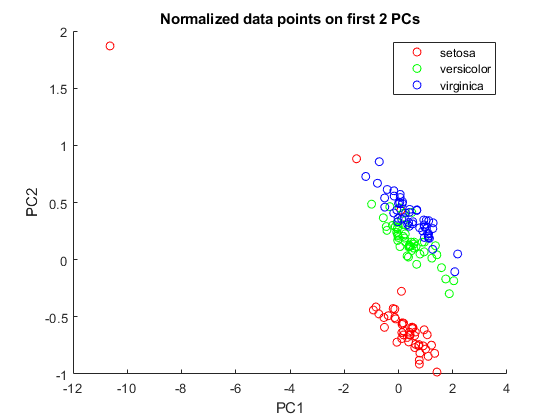 Normalized data points on first 2 PCs
2
1.5
1
0.5
0
-0.5
-1
PC2
setosa
versicolor
virginica
-12
-10
-8
-6
-4
-2
0
2
4
PC1